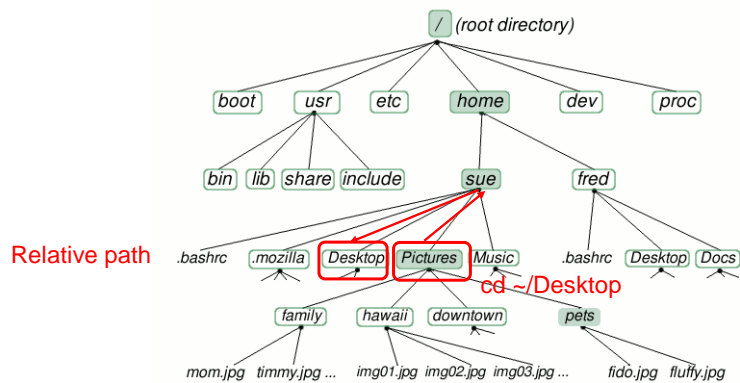 / (root directory)
boot usr etc home dev proc
bin lib share include sue fred
Relative path .bashrc .mozilla Desktop Pictures Music .bashrc Desktop Docs
cd ~/Desktop
family hawaii downtown pets
mom.jpg timmy.jpg ... img01.jpg img02.jpg img03.jpg ... fido.jpg fluffy.jpg